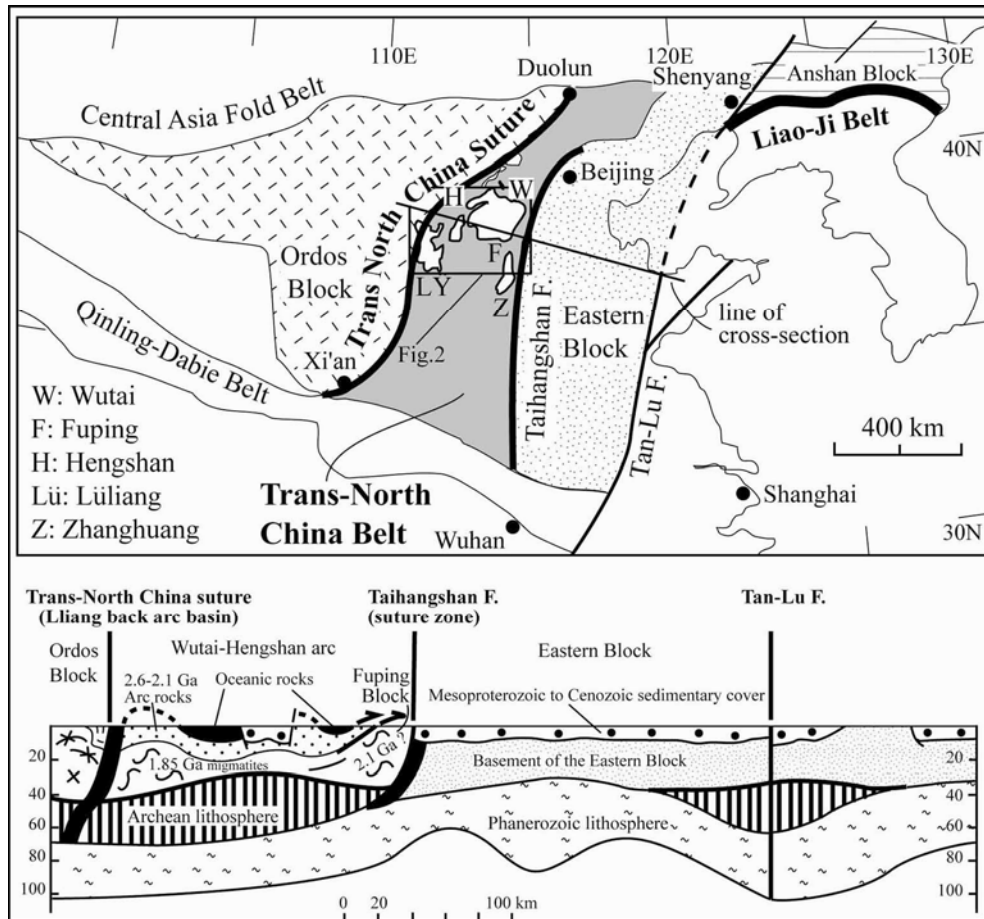 110E
120E
130E
Duolun
Shenyang
Anshan Block
Central Asia Fold Belt
Liao-Ji Belt
40N
Trans North China Suture
Beijing
H
W
Ordos
Block
F
LY
Z
Taihangshan F.
Eastern
Block
line of
cross-section
Qinling-Dabie Belt
Xi'an
Fig.2
Tan-Lu F.
W: Wutai
F: Fuping
H: Hengshan
Lü: Lüliang
Z: Zhanghuang
400 km
Trans-North
China Belt
Shanghai
Wuhan
30N
Trans-North China suture
(Lliang back arc basin)
Taihangshan F.
(suture zone)
Tan-Lu F.
Ordos
Block
Wutai-Hengshan arc
Eastern Block
2.6-2.1 Ga
Arc rocks
Oceanic rocks
Fuping
Block
Mesoproterozoic to Cenozoic sedimentary cover
20
40
60
80
100
1.85 Ga migmatites
2.1 Ga ?
Basement of the Eastern Block
Archean lithosphere
Phanerozoic lithosphere
20
40
60
80
100
0 20 100 km